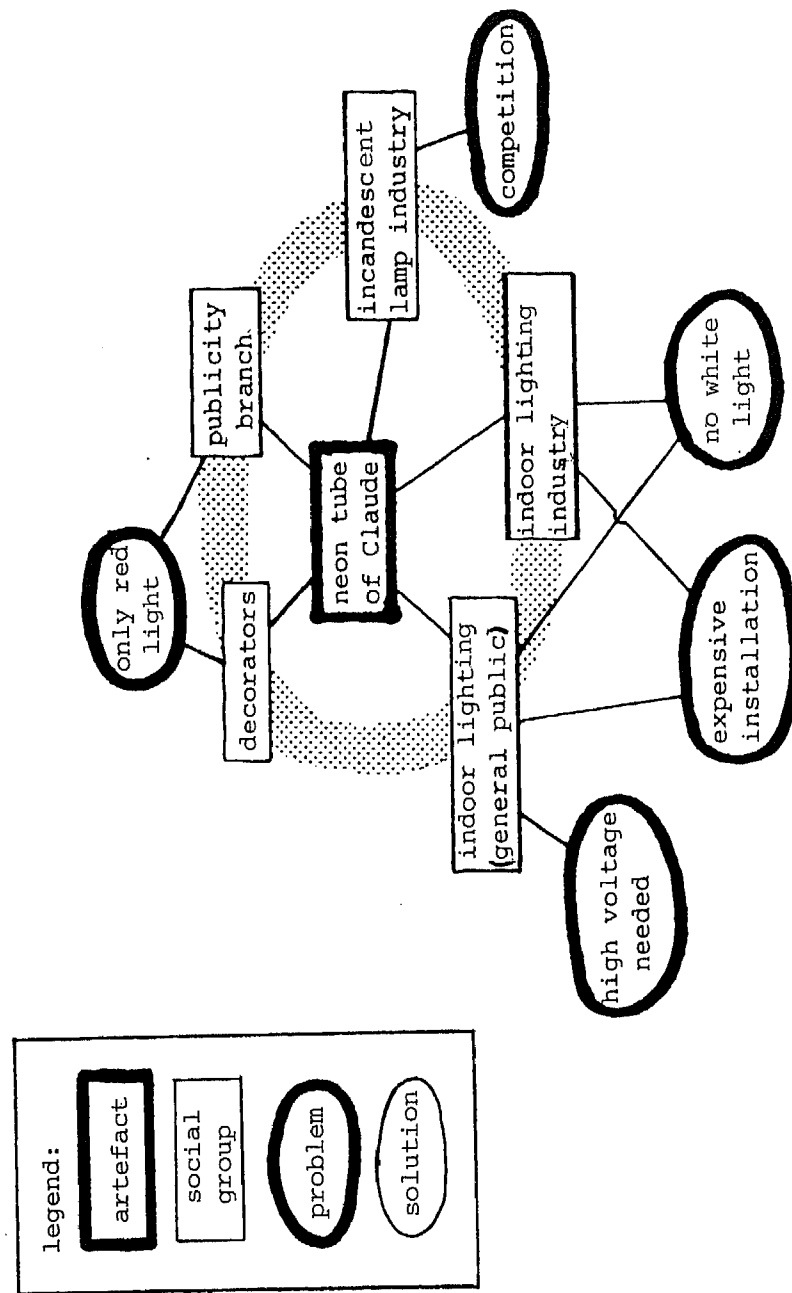 legend:
artefact
social
group
problem
solution
only red
light
decorators
publicity
branch
neon tube
of Claude
incandescent
lamp industry
competition
indoor lighting
(general public)
indoor lighting
industry
high voltage
needed
expensive
installation
no white
light